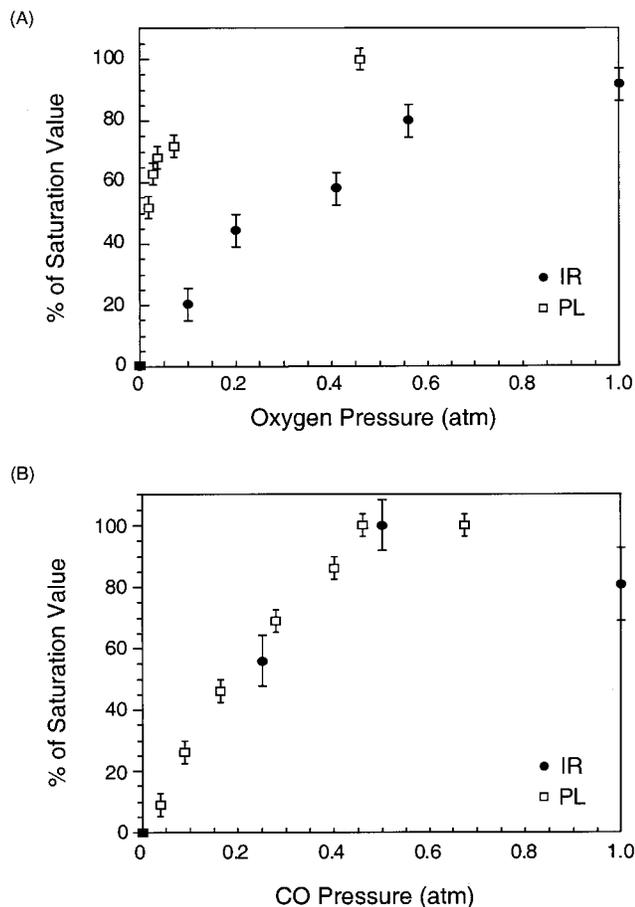 (A)
% of Saturation Value
100
80
60
40
20
0
IR
PL
0 0.2 0.4 0.6 0.8 1.0
Oxygen Pressure (atm)
(B)
% of Saturation Value
100
80
60
40
20
0
IR
PL
0 0.2 0.4 0.6 0.8 1.0
CO Pressure (atm)